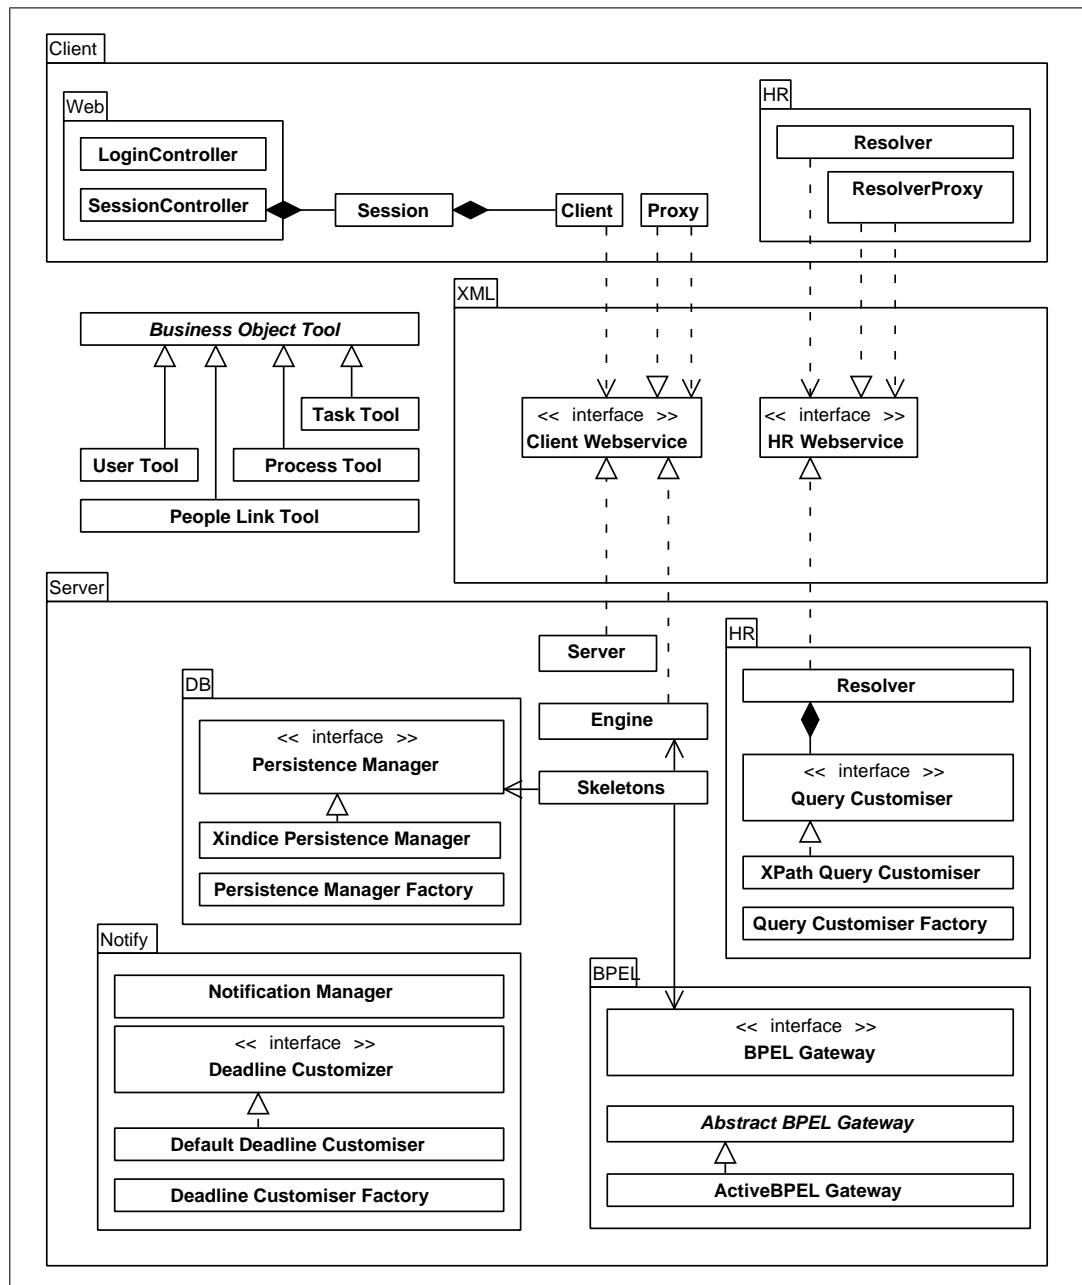 Client
Web
HR
LoginController
Resolver
SessionController
Session
Client
Proxy
ResolverProxy
XML
Business Object Tool
Task Tool
User Tool
Process Tool
People Link Tool
<< interface >>
Client Webservice
<< interface >>
HR Webservice
Server
Server
HR
DB
Resolver
Engine
<< interface >>
Persistence Manager
Skeletons
<< interface >>
Query Customiser
Xindice Persistence Manager
XPath Query Customiser
Persistence Manager Factory
Query Customiser Factory
Notify
BPEL
Notification Manager
<< interface >>
Deadline Customizer
<< interface >>
BPEL Gateway
Default Deadline Customiser
Abstract BPEL Gateway
Deadline Customiser Factory
ActiveBPEL Gateway